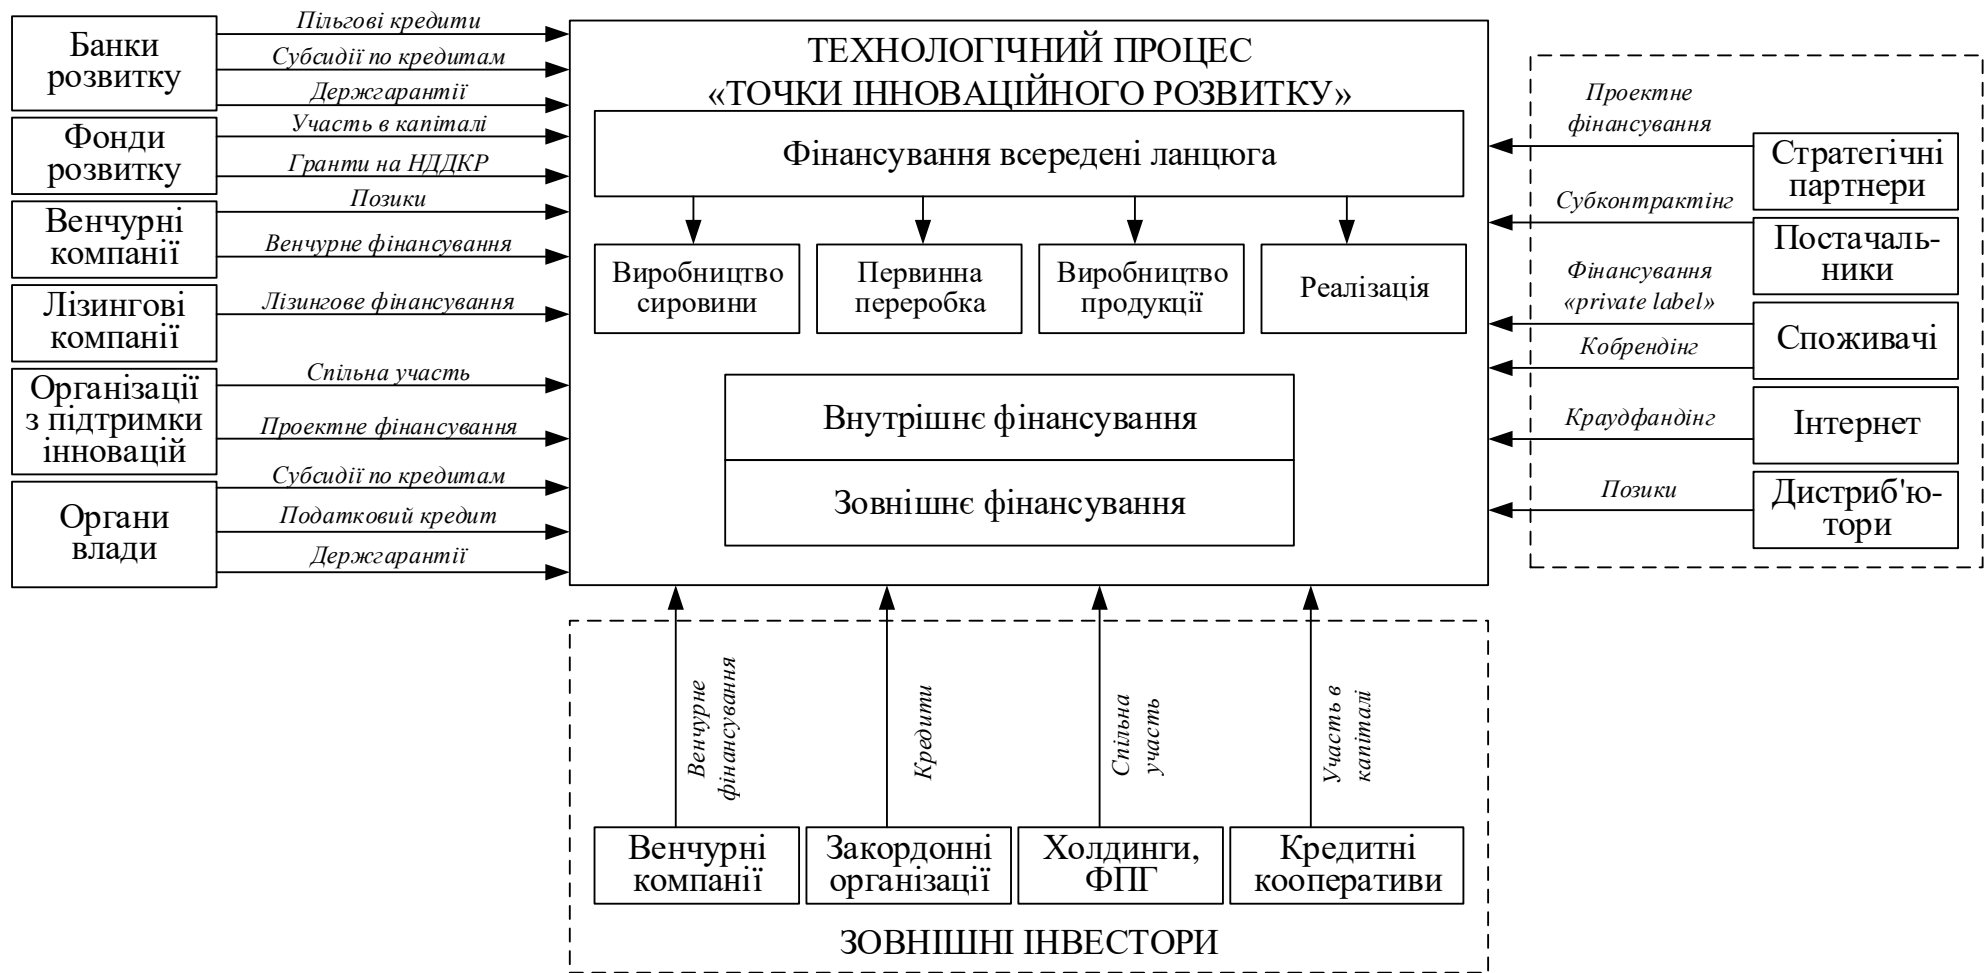 Банки
розвитку
Фонди
розвитку
Венчурні
компанії
Лізингові
компанії
Організації
з підтримки
інновацій
Органи
влади
Пільгові кредити
Субсидії по кредитам
Держгарантії
Участь в капіталі
Гранти на НДДКР
Позики
Венчурне фінансування
Лізингове фінансування
Спільна участь
Проектне фінансування
Субсидії по кредитам
Податковий кредит
Держгарантії
ТЕХНОЛОГІЧНИЙ ПРОЦЕС
«ТОЧКИ ІННОВАЦІЙНОГО РОЗВИТКУ»
Фінансування всередені ланцюга
Виробництво
сировини
Первинна
переробка
Виробництво
продукції
Реалізація
Внутрішнє фінансування
Зовнішнє фінансування
Проектне
фінансування
Субконтрактінг
Фінансування
«private label»
Кобрендінг
Краудфандінг
Позики
Стратегічні
партнери
Постачаль-
ники
Споживачі
Інтернет
Дистриб'ю-
тори
Венчурне
фінансування
Кредити
Спільна
участь
Участь в
капіталі
Венчурні
компанії
Закордонні
організації
Холдинги,
ФПГ
Кредитні
кооперативи
ЗОВНІШНІ ІНВЕСТОРИ